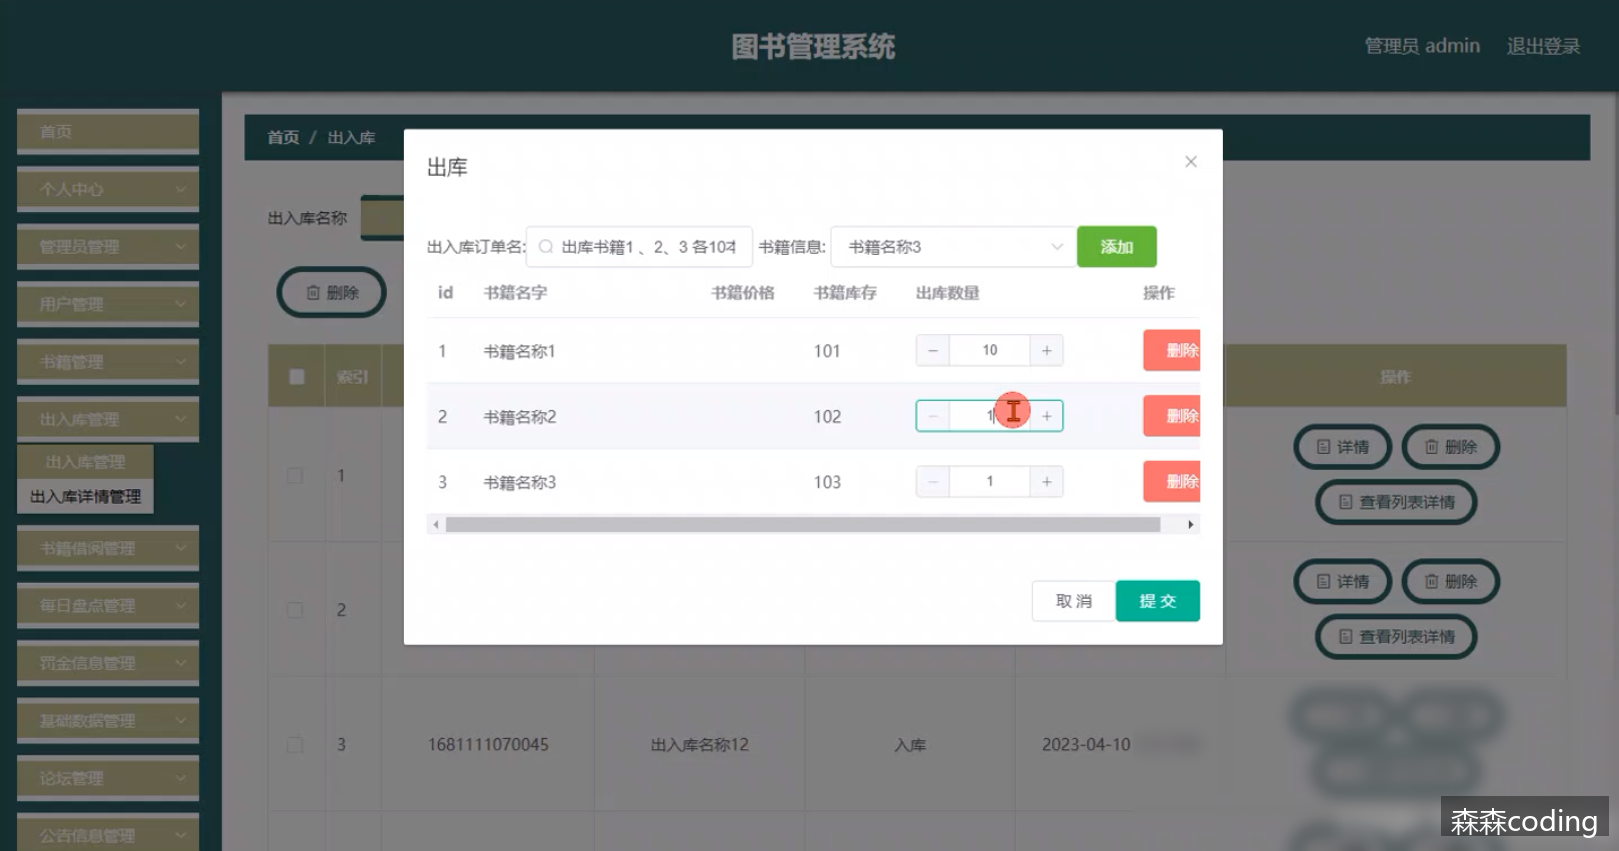 图书管理系统
管理员 admin
退出登录
首页
个人中心
管理员管理
用户管理
书籍管理
出入库管理
出入库管理
出入库详情管理
书籍借阅管理
每日盘点管理
罚金信息管理
基础数据管理
论坛管理
公告信息管理
首页 / 出入库
出入库名称
删除
索引
操作
1
详情
删除
查看列表详情
2
详情
删除
查看列表详情
3 1681111070045 出入库名称12 入库 2023-04-10
出库
出入库订单名: 出库书籍1、2、3 各10 书籍信息: 书籍名称3 添加
id 书籍名字 书籍价格 书籍库存 出库数量 操作
1 书籍名称1 101 - 10 + 删除
2 书籍名称2 102 - 1 + 删除
3 书籍名称3 103 - 1 + 删除
取 消
提 交
森森coding